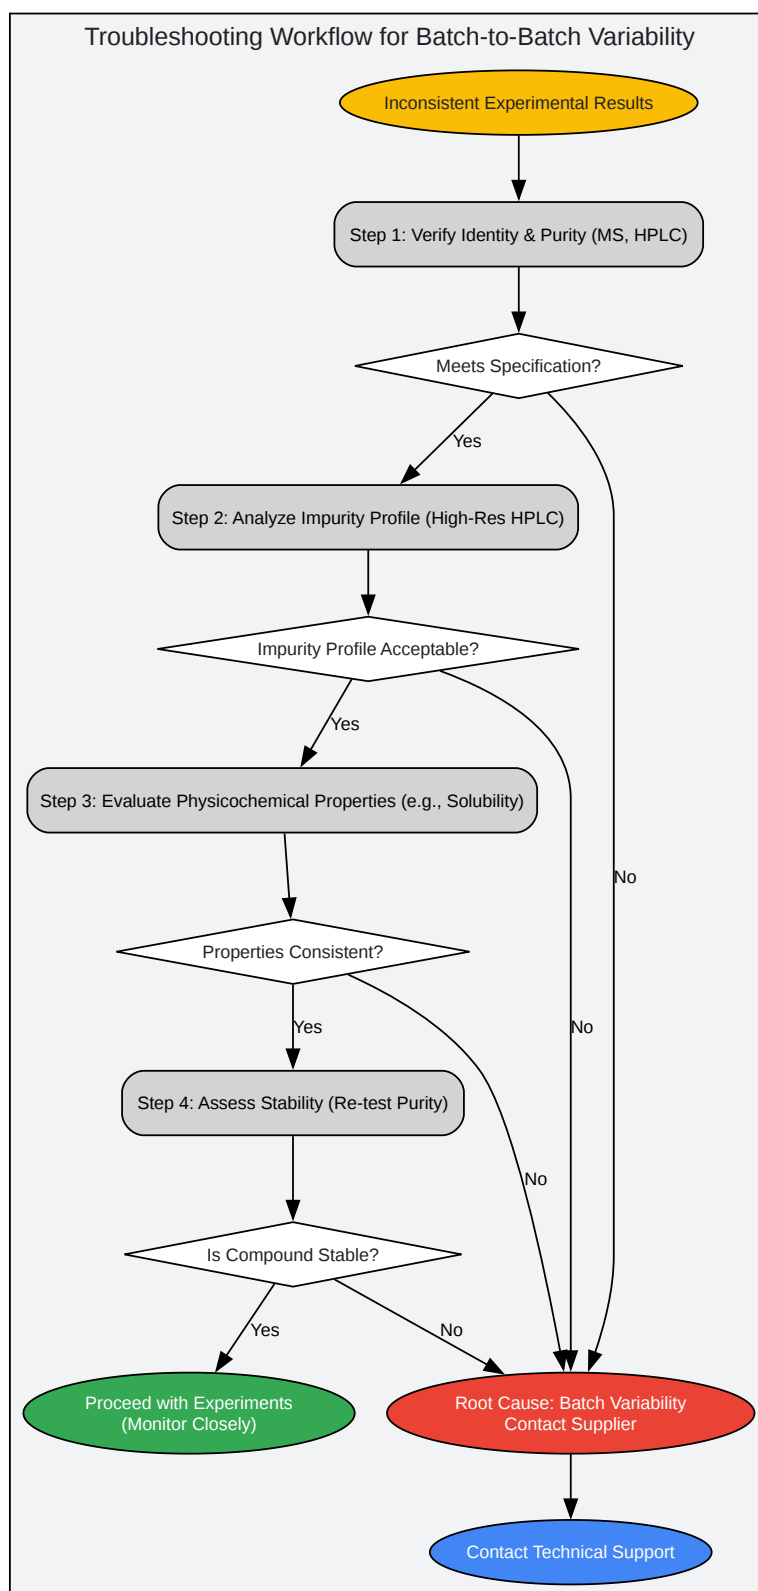 Troubleshooting Workflow for Batch-to-Batch Variability
Inconsistent Experimental Results
Step 1: Verify Identity & Purity (MS, HPLC)
Meets Specification?
Yes
Step 2: Analyze Impurity Profile (High-Res HPLC)
Impurity Profile Acceptable?
Yes
Step 3: Evaluate Physicochemical Properties (e.g., Solubility)
No
Properties Consistent?
Yes
No
Step 4: Assess Stability (Re-test Purity)
No
Is Compound Stable?
Yes
No
Proceed with Experiments
(Monitor Closely)
Root Cause: Batch Variability
Contact Supplier
Contact Technical Support